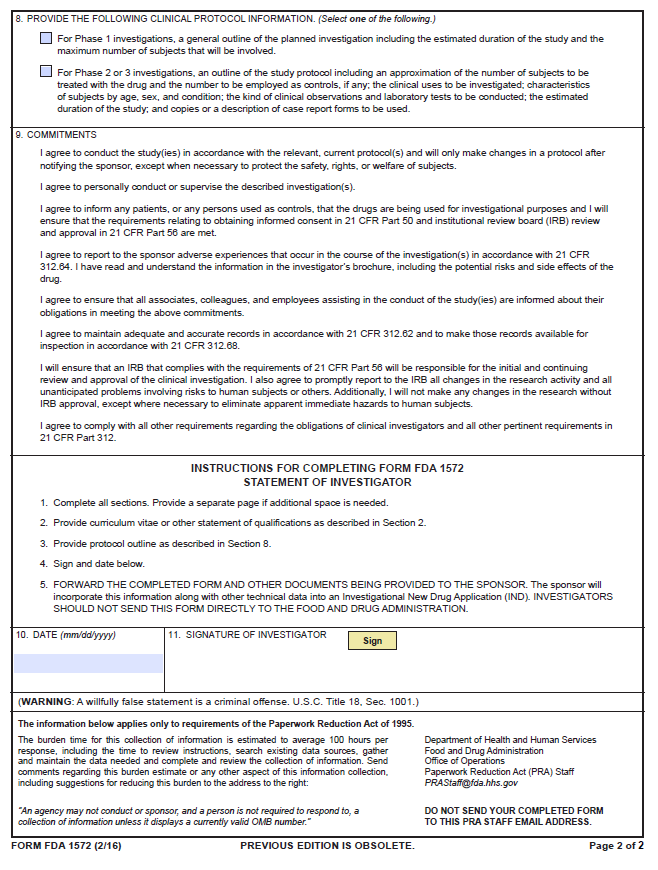 8. PROVIDE THE FOLLOWING CLINICAL PROTOCOL INFORMATION. (Select one of the following.)
For Phase 1 investigations, a general outline of the planned investigation including the estimated duration of the study and the
maximum number of subjects that will be involved.
For Phase 2 or 3 investigations, an outline of the study protocol including an approximation of the number of subjects to be
treated with the drug and the number to be employed as controls, if any; the clinical uses to be investigated; characteristics
of subjects by age, sex, and condition; the kind of clinical observations and laboratory tests to be conducted; the estimated
duration of the study; and copies or a description of case report forms to be used.
9. COMMITMENTS
I agree to conduct the study(ies) in accordance with the relevant, current protocol(s) and will only make changes in a protocol after
notifying the sponsor, except when necessary to protect the safety, rights, or welfare of subjects.
I agree to personally conduct or supervise the described investigation(s).
I agree to inform any patients, or any persons used as controls, that the drugs are being used for investigational purposes and I will
ensure that the requirements relating to obtaining informed consent in 21 CFR Part 50 and institutional review board (IRB) review
and approval in 21 CFR Part 56 are met.
I agree to report to the sponsor adverse experiences that occur in the course of the investigation(s) in accordance with 21 CFR
312.64. I have read and understand the information in the investigator's brochure, including the potential risks and side effects of the
drug.
I agree to ensure that all associates, colleagues, and employees assisting in the conduct of the study(ies) are informed about their
obligations in meeting the above commitments.
I agree to maintain adequate and accurate records in accordance with 21 CFR 312.62 and to make those records available for
inspection in accordance with 21 CFR 312.68.
I will ensure that an IRB that complies with the requirements of 21 CFR Part 56 will be responsible for the initial and continuing
review and approval of the clinical investigation. I also agree to promptly report to the IRB all changes in the research activity and all
unanticipated problems involving risks to human subjects or others. Additionally, I will not make any changes in the research without
IRB approval, except where necessary to eliminate apparent immediate hazards to human subjects.
I agree to comply with all other requirements regarding the obligations of clinical investigators and all other pertinent requirements in
21 CFR Part 312.
INSTRUCTIONS FOR COMPLETING FORM FDA 1572
STATEMENT OF INVESTIGATOR
1. Complete all sections. Provide a separate page if additional space is needed.
2. Provide curriculum vitae or other statement of qualifications as described in Section 2.
3. Provide protocol outline as described in Section 8.
4. Sign and date below.
5. FORWARD THE COMPLETED FORM AND OTHER DOCUMENTS BEING PROVIDED TO THE SPONSOR. The sponsor will
incorporate this information along with other technical data into an Investigational New Drug Application (IND). INVESTIGATORS
SHOULD NOT SEND THIS FORM DIRECTLY TO THE FOOD AND DRUG ADMINISTRATION.
10. DATE (mm/dd/yyyy)
11. SIGNATURE OF INVESTIGATOR
Sign
(WARNING: A willfully false statement is a criminal offense. U.S.C. Title 18, Sec. 1001.)
The information below applies only to requirements of the Paperwork Reduction Act of 1995.
The burden time for this collection of information is estimated to average 100 hours per
response, including the time to review instructions, search existing data sources, gather
and maintain the data needed and complete and review the collection of information. Send
comments regarding this burden estimate or any other aspect of this information collection,
including suggestions for reducing this burden to the address to the right:
Department of Health and Human Services
Food and Drug Administration
Office of Operations
Paperwork Reduction Act (PRA) Staff
PRAStaff@fda.hhs.gov
"An agency may not conduct or sponsor, and a person is not required to respond to, a
collection of information unless it displays a currently valid OMB number."
DO NOT SEND YOUR COMPLETED FORM
TO THIS PRA STAFF EMAIL ADDRESS.
FORM FDA 1572 (2/16)
PREVIOUS EDITION IS OBSOLETE.
Page 2 of 2